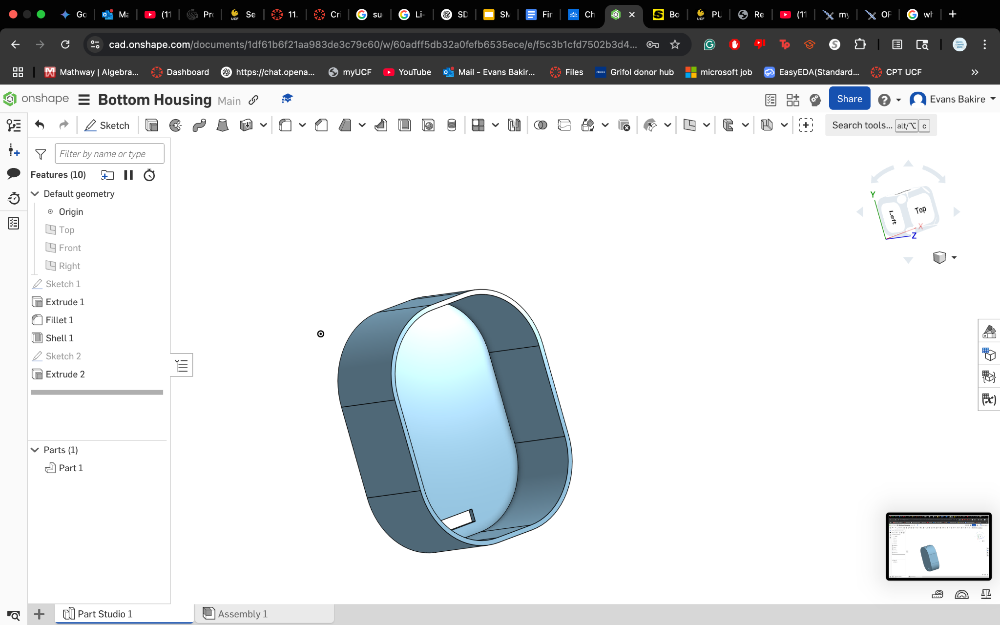 Gc Ma (11 Pr Se 11. Cr su Li- SD SM Fir Ch Bo PU Re (11 my OF wh
cad.onshape.com/documents/1df61b6f21aa983de3c79c60/w/60adff5db32a0fefb6535ece/e/f5c3b1cfd7502b3d4...
Mathway | Algebra... Dashboard https://chat.opena... myUCF YouTube Mail - Evans Bakir... Files Grifol donor hub microsoft job EasyEDA(Standard... CPT UCF »
onshape Bottom Housing Main Share Evans Bakire
Sketch Search tools... alt/⌥ c
Filter by name or type
Features (10)
Default geometry
Origin
Top
Front
Right
Sketch 1
Extrude 1
Fillet 1
Shell 1
Sketch 2
Extrude 2
Parts (1)
Part 1
Y
Left Top
X
Z
(x)
Part Studio 1 Assembly 1